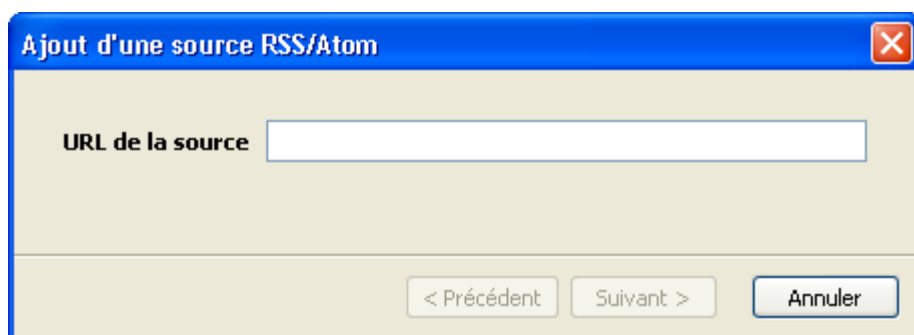 Ajout d'une source RSS/Atom
URL de la source
< Précédent Suivant > Annuler